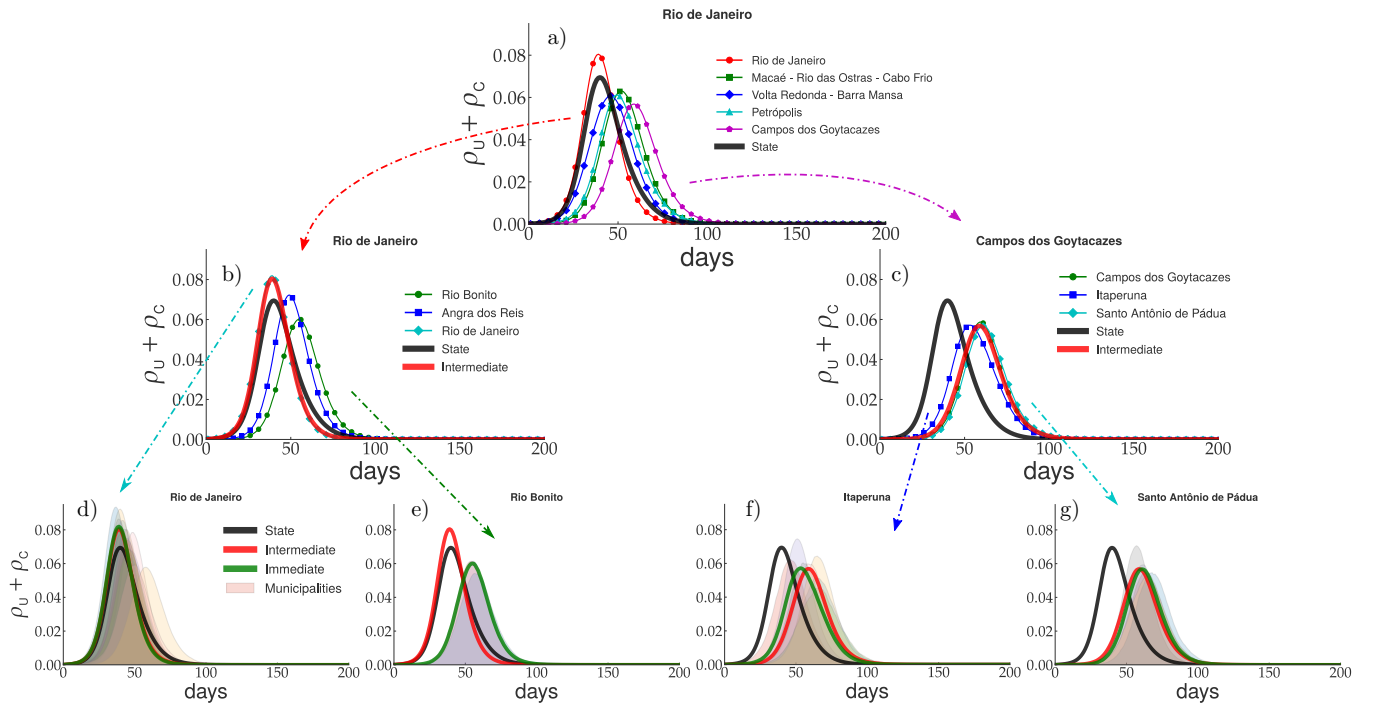 Rio de Janeiro
a)
ρU + ρC
0.08
0.06
0.04
0.02
0.00
0
50
100
150
200
days
Rio de Janeiro
Macaé - Rio das Ostras - Cabo Frio
Volta Redonda - Barra Mansa
Petrópolis
Campos dos Goytacazes
State
Rio de Janeiro
b)
ρU + ρC
0.08
0.06
0.04
0.02
0.00
0
50
100
150
200
days
Rio Bonito
Angra dos Reis
Rio de Janeiro
State
Intermediate
Campos dos Goytacazes
c)
ρU + ρC
0.08
0.06
0.04
0.02
0.00
0
50
100
150
200
days
Campos dos Goytacazes
Itaperuna
Santo Antônio de Pádua
State
Intermediate
Rio de Janeiro
d)
ρU + ρC
0.08
0.06
0.04
0.02
0.00
0
50
100
150
200
days
State
Intermediate
Immediate
Municipalities
Rio Bonito
e)
0.08
0.06
0.04
0.02
0.00
0
50
100
150
200
days
Itaperuna
f)
0.08
0.06
0.04
0.02
0.00
0
50
100
150
200
days
Santo Antônio de Pádua
g)
0.08
0.06
0.04
0.02
0.00
0
50
100
150
200
days